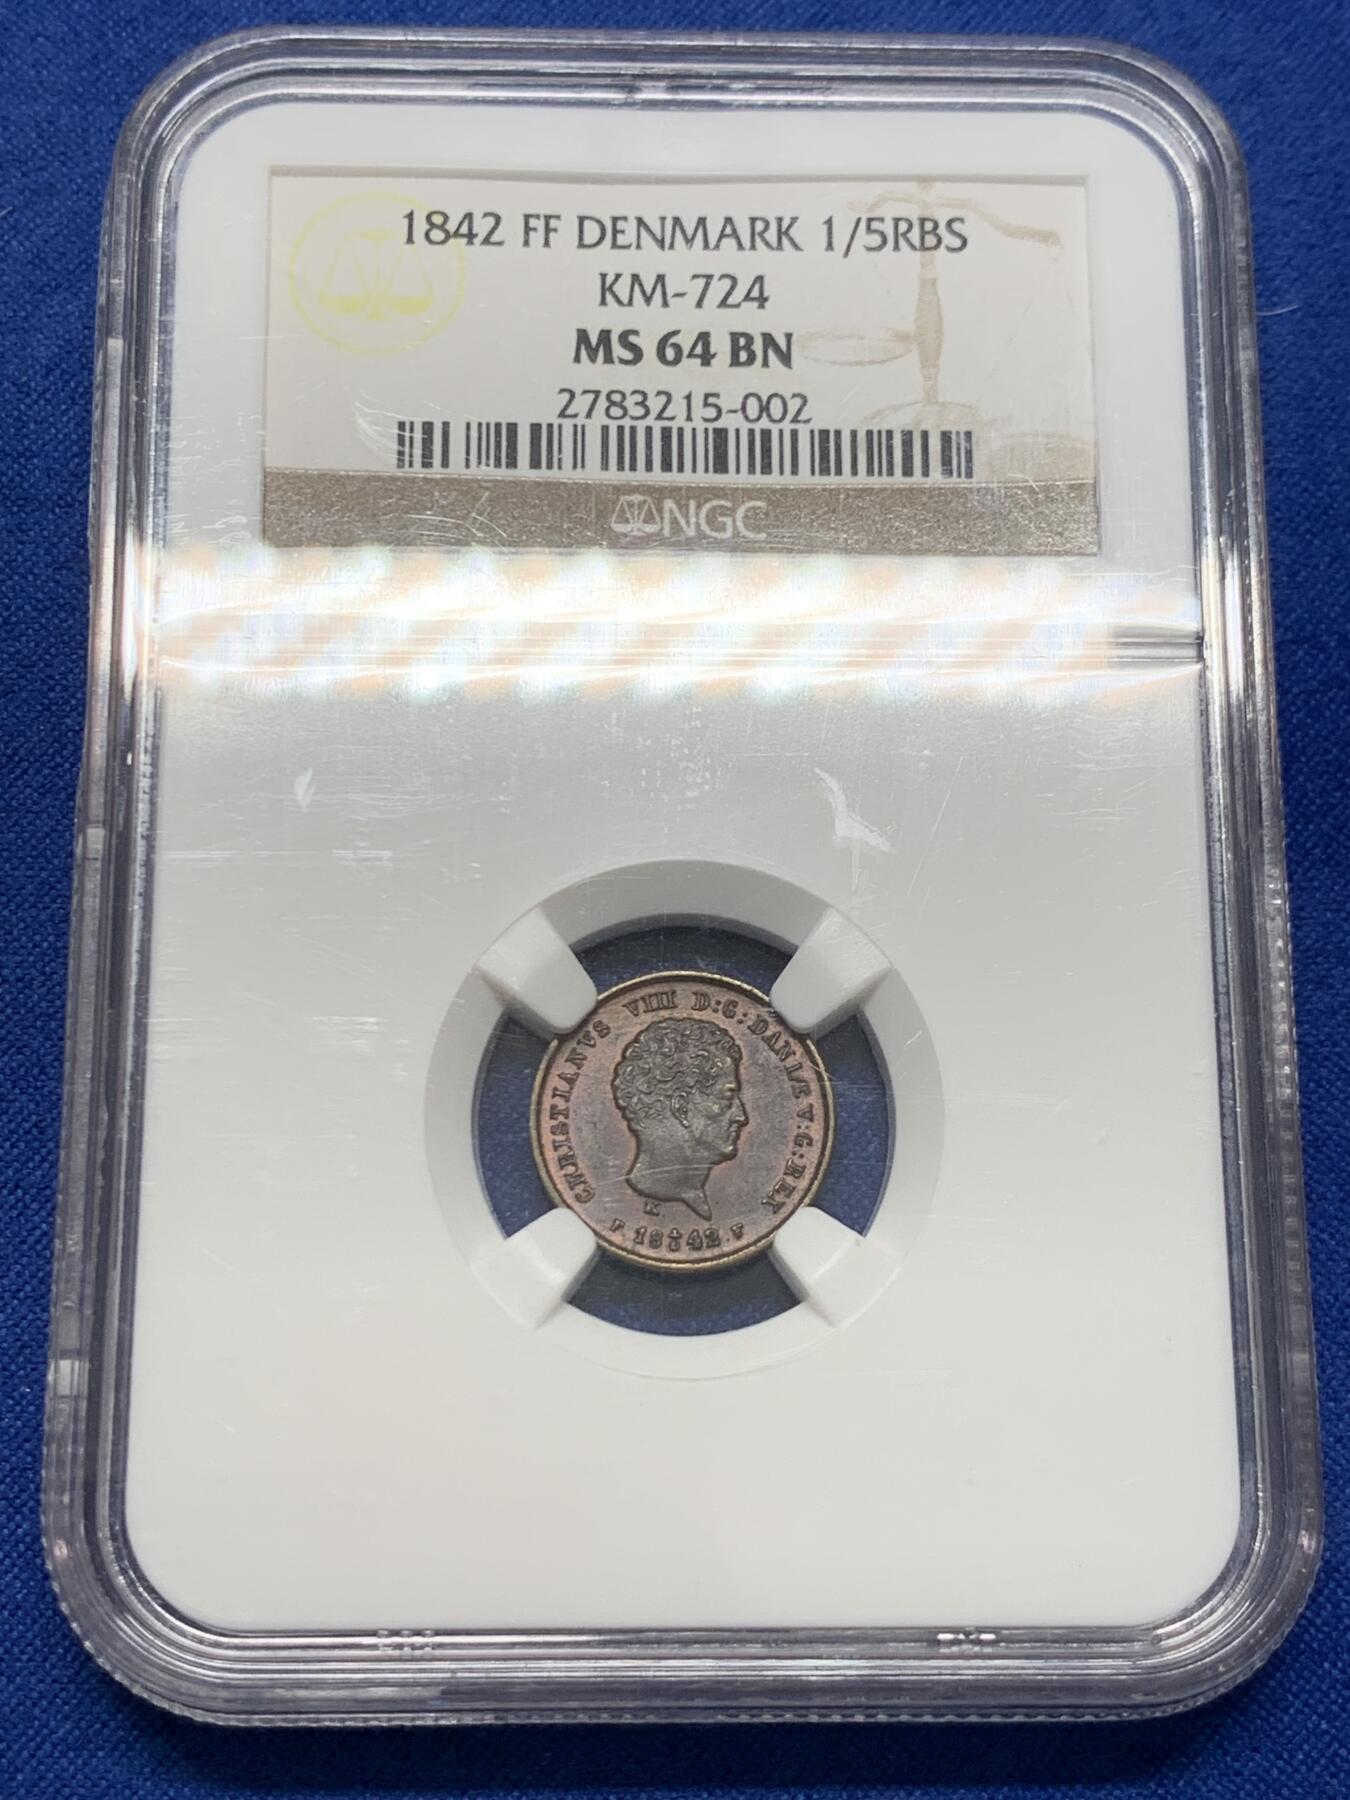 1842 FF DENMARK 1/5RBS
KM-724
MS 64 BN
2783215-002
NGC
CHRISTIANVS VIII D:G:DANIÆ V:G:REX
K
F. 1842 .F